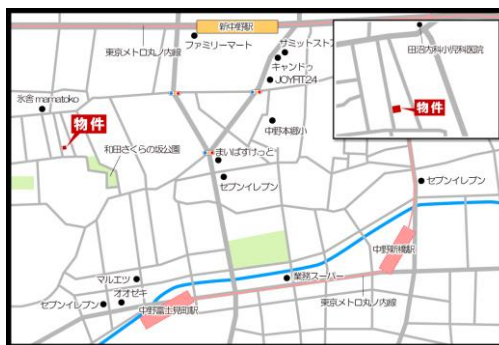 新中野駅
東京メトロ丸ノ内線
ファミリーマート
サミットスト
キャンドゥ
JOYFIT24
田沼内科小児科医院
物件
氷舎 mamatoko
物件
和田さくらの坂公園
中野本郷小
まいばすけっと
セブンイレブン
セブンイレブン
中野新橋駅
マルエツ
業務スーパー
セブンイレブン
オオゼキ
中野富士見町駅
東京メトロ丸ノ内線